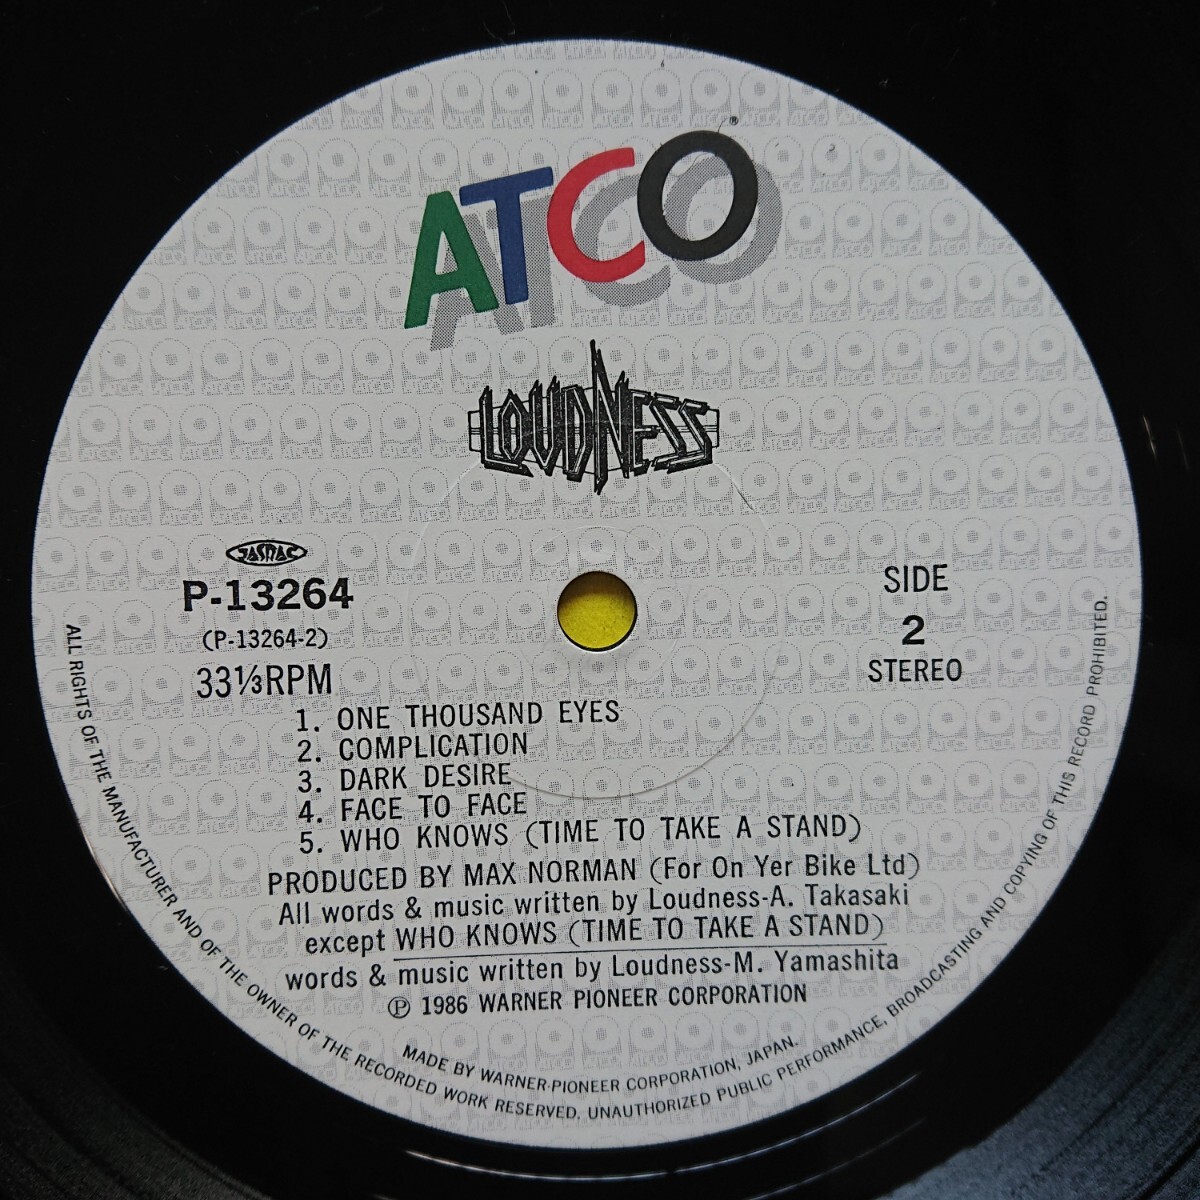 ATCO®
LOUDNESS
JASRAC
P-13264
(P-13264-2)
33⅓RPM
SIDE
2
STEREO
1. ONE THOUSAND EYES
2. COMPLICATION
3. DARK DESIRE
4. FACE TO FACE
5. WHO KNOWS (TIME TO TAKE A STAND)
PRODUCED BY MAX NORMAN (For On Yer Bike Ltd)
All words & music written by Loudness-A. Takasaki
except WHO KNOWS (TIME TO TAKE A STAND)
words & music written by Loudness-M. Yamashita
Ⓟ 1986 WARNER PIONEER CORPORATION
MADE BY WARNER-PIONEER CORPORATION, JAPAN.
ALL RIGHTS OF THE MANUFACTURER AND OF THE OWNER OF THE RECORDED WORK RESERVED. UNAUTHORIZED PUBLIC PERFORMANCE, BROADCASTING AND COPYING OF THIS RECORD PROHIBITED.